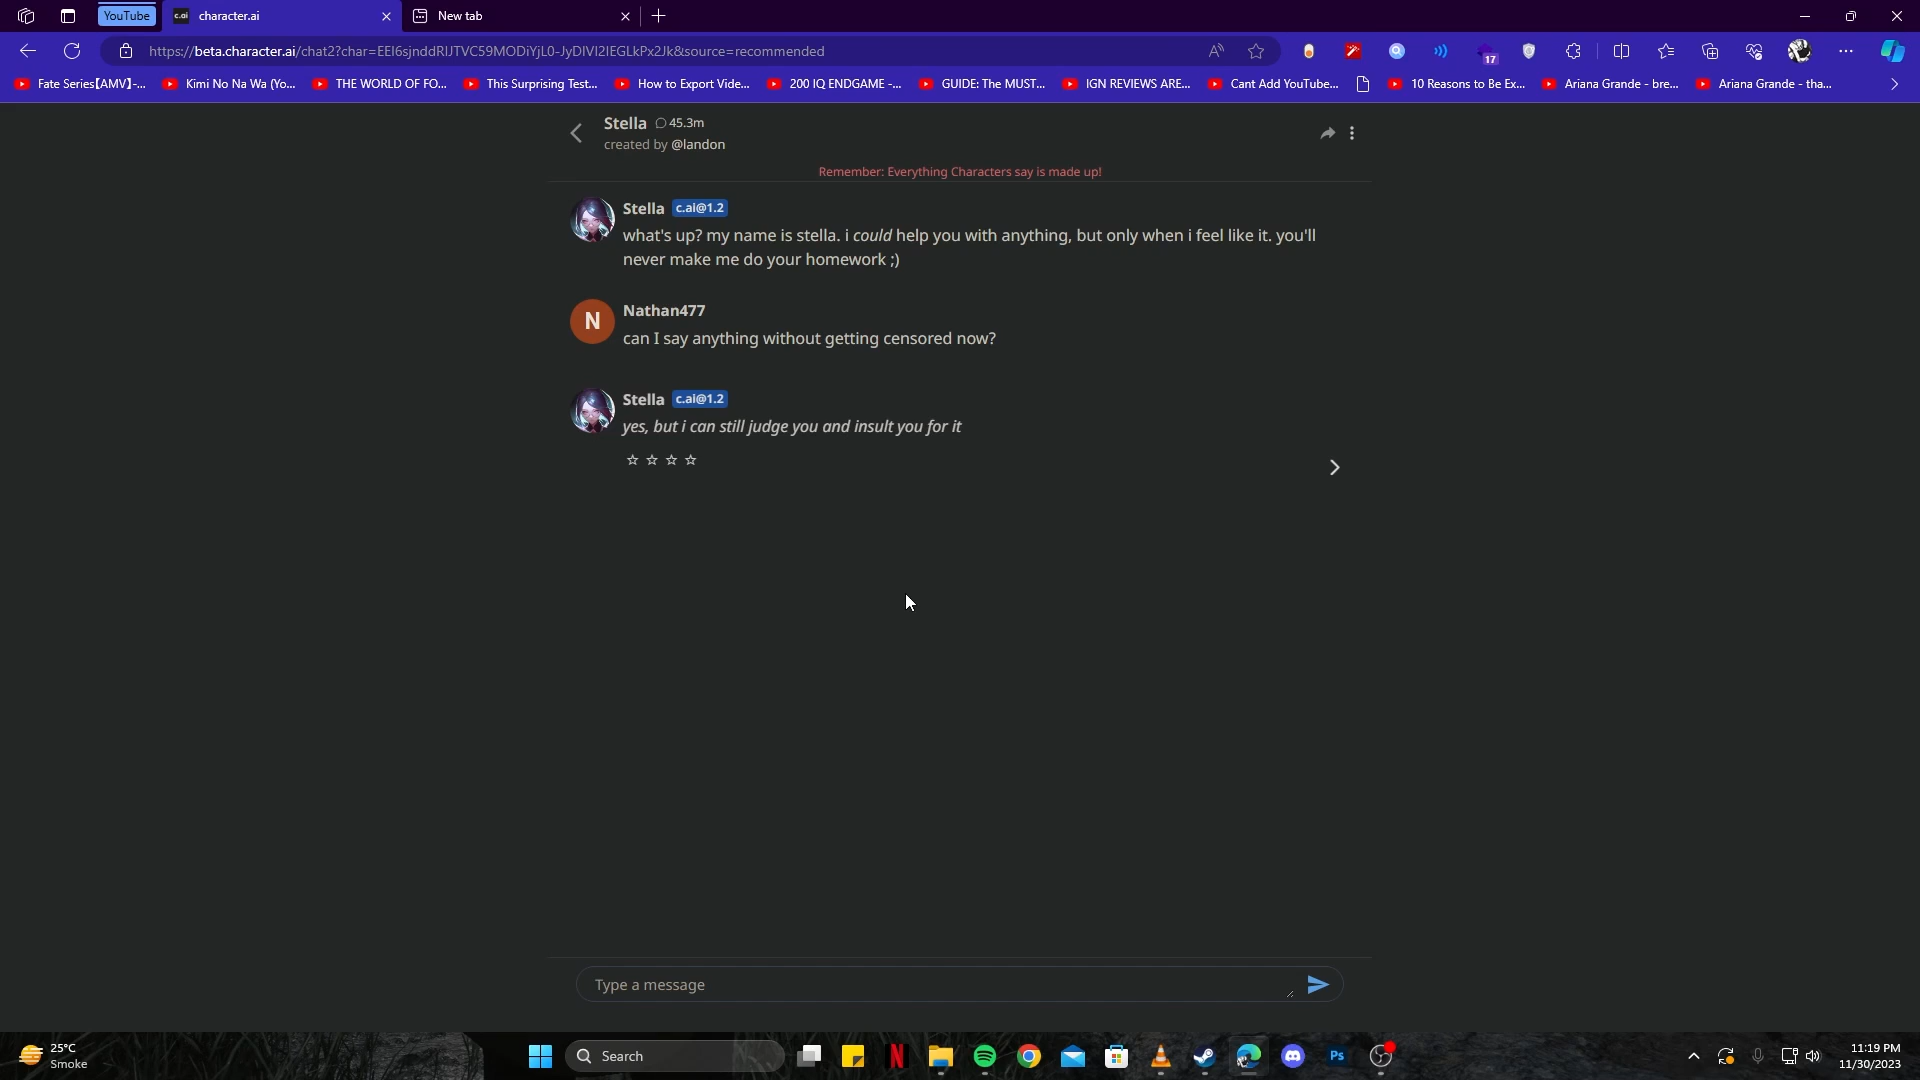 YouTube
c.ai
character.ai
New tab
https://beta.character.ai/chat2?char=EEI6sjnddRIJTVC59MODiYjL0-JyDIVI2IEGLkPx2Jk&source=recommended
17
Fate Series【AMV】-...
Kimi No Na Wa (Yo...
THE WORLD OF FO...
This Surprising Test...
How to Export Vide...
200 IQ ENDGAME -...
GUIDE: The MUST...
IGN REVIEWS ARE...
Cant Add YouTube...
10 Reasons to Be Ex...
Ariana Grande - bre...
Ariana Grande - tha...
Stella 45.3m
created by @landon
Remember: Everything Characters say is made up!
Stella c.ai@1.2
what's up? my name is stella. i could help you with anything, but only when i feel like it. you'll
never make me do your homework ;)
N
Nathan477
can I say anything without getting censored now?
Stella c.ai@1.2
yes, but i can still judge you and insult you for it
Type a message
25°C
Smoke
Search
Ps
11:19 PM
11/30/2023